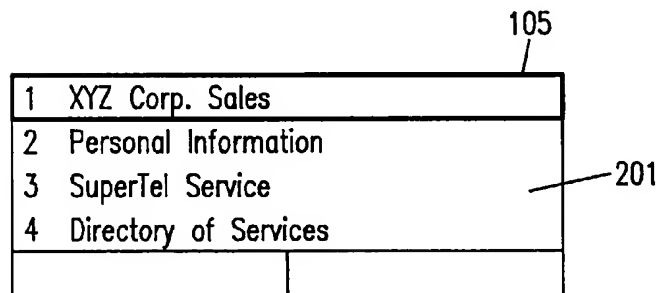 105
1 XYZ Corp. Sales
2 Personal Information
3 SuperTel Service
201
4 Directory of Services